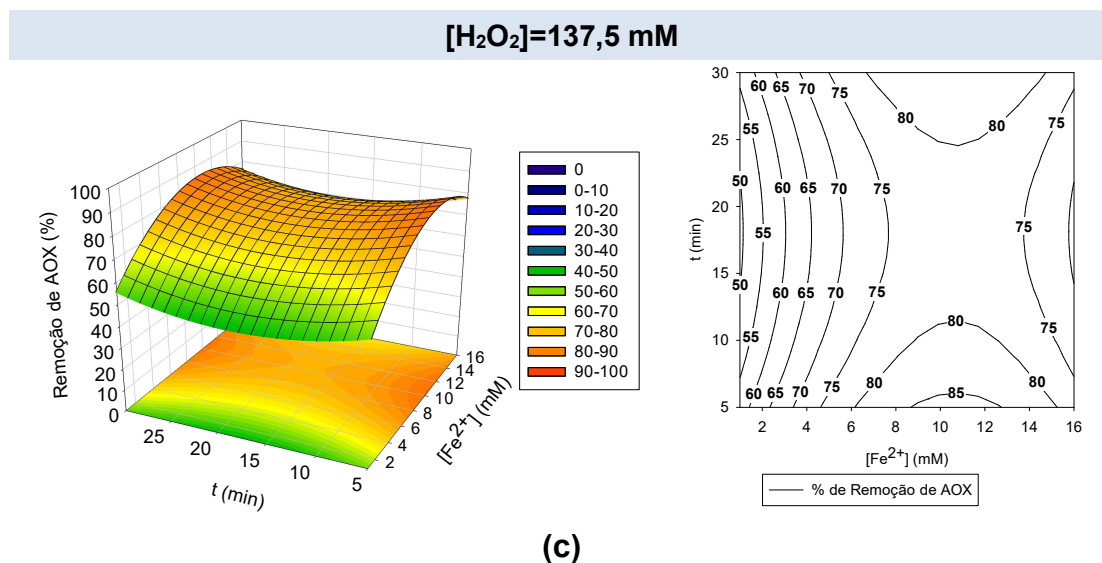 [H₂O₂]=137,5 mM
Remoção de AOX (%)
100
90
80
70
60
50
40
30
20
10
0
25
20
15
10
5
t (min)
2
4
6
8
10
12
14
16
[Fe²⁺] (mM)
0
0-10
10-20
20-30
30-40
40-50
50-60
60-70
70-80
80-90
90-100
t (min)
30
25
20
15
10
5
60 65 70 75
80 80 75
55
50 60 65 70 75
55 75
50 60 65 70 75
55 80 75
60 65 70 75 80 85 80
2 4 6 8 10 12 14 16
[Fe²⁺] (mM)
% de Remoção de AOX
(c)